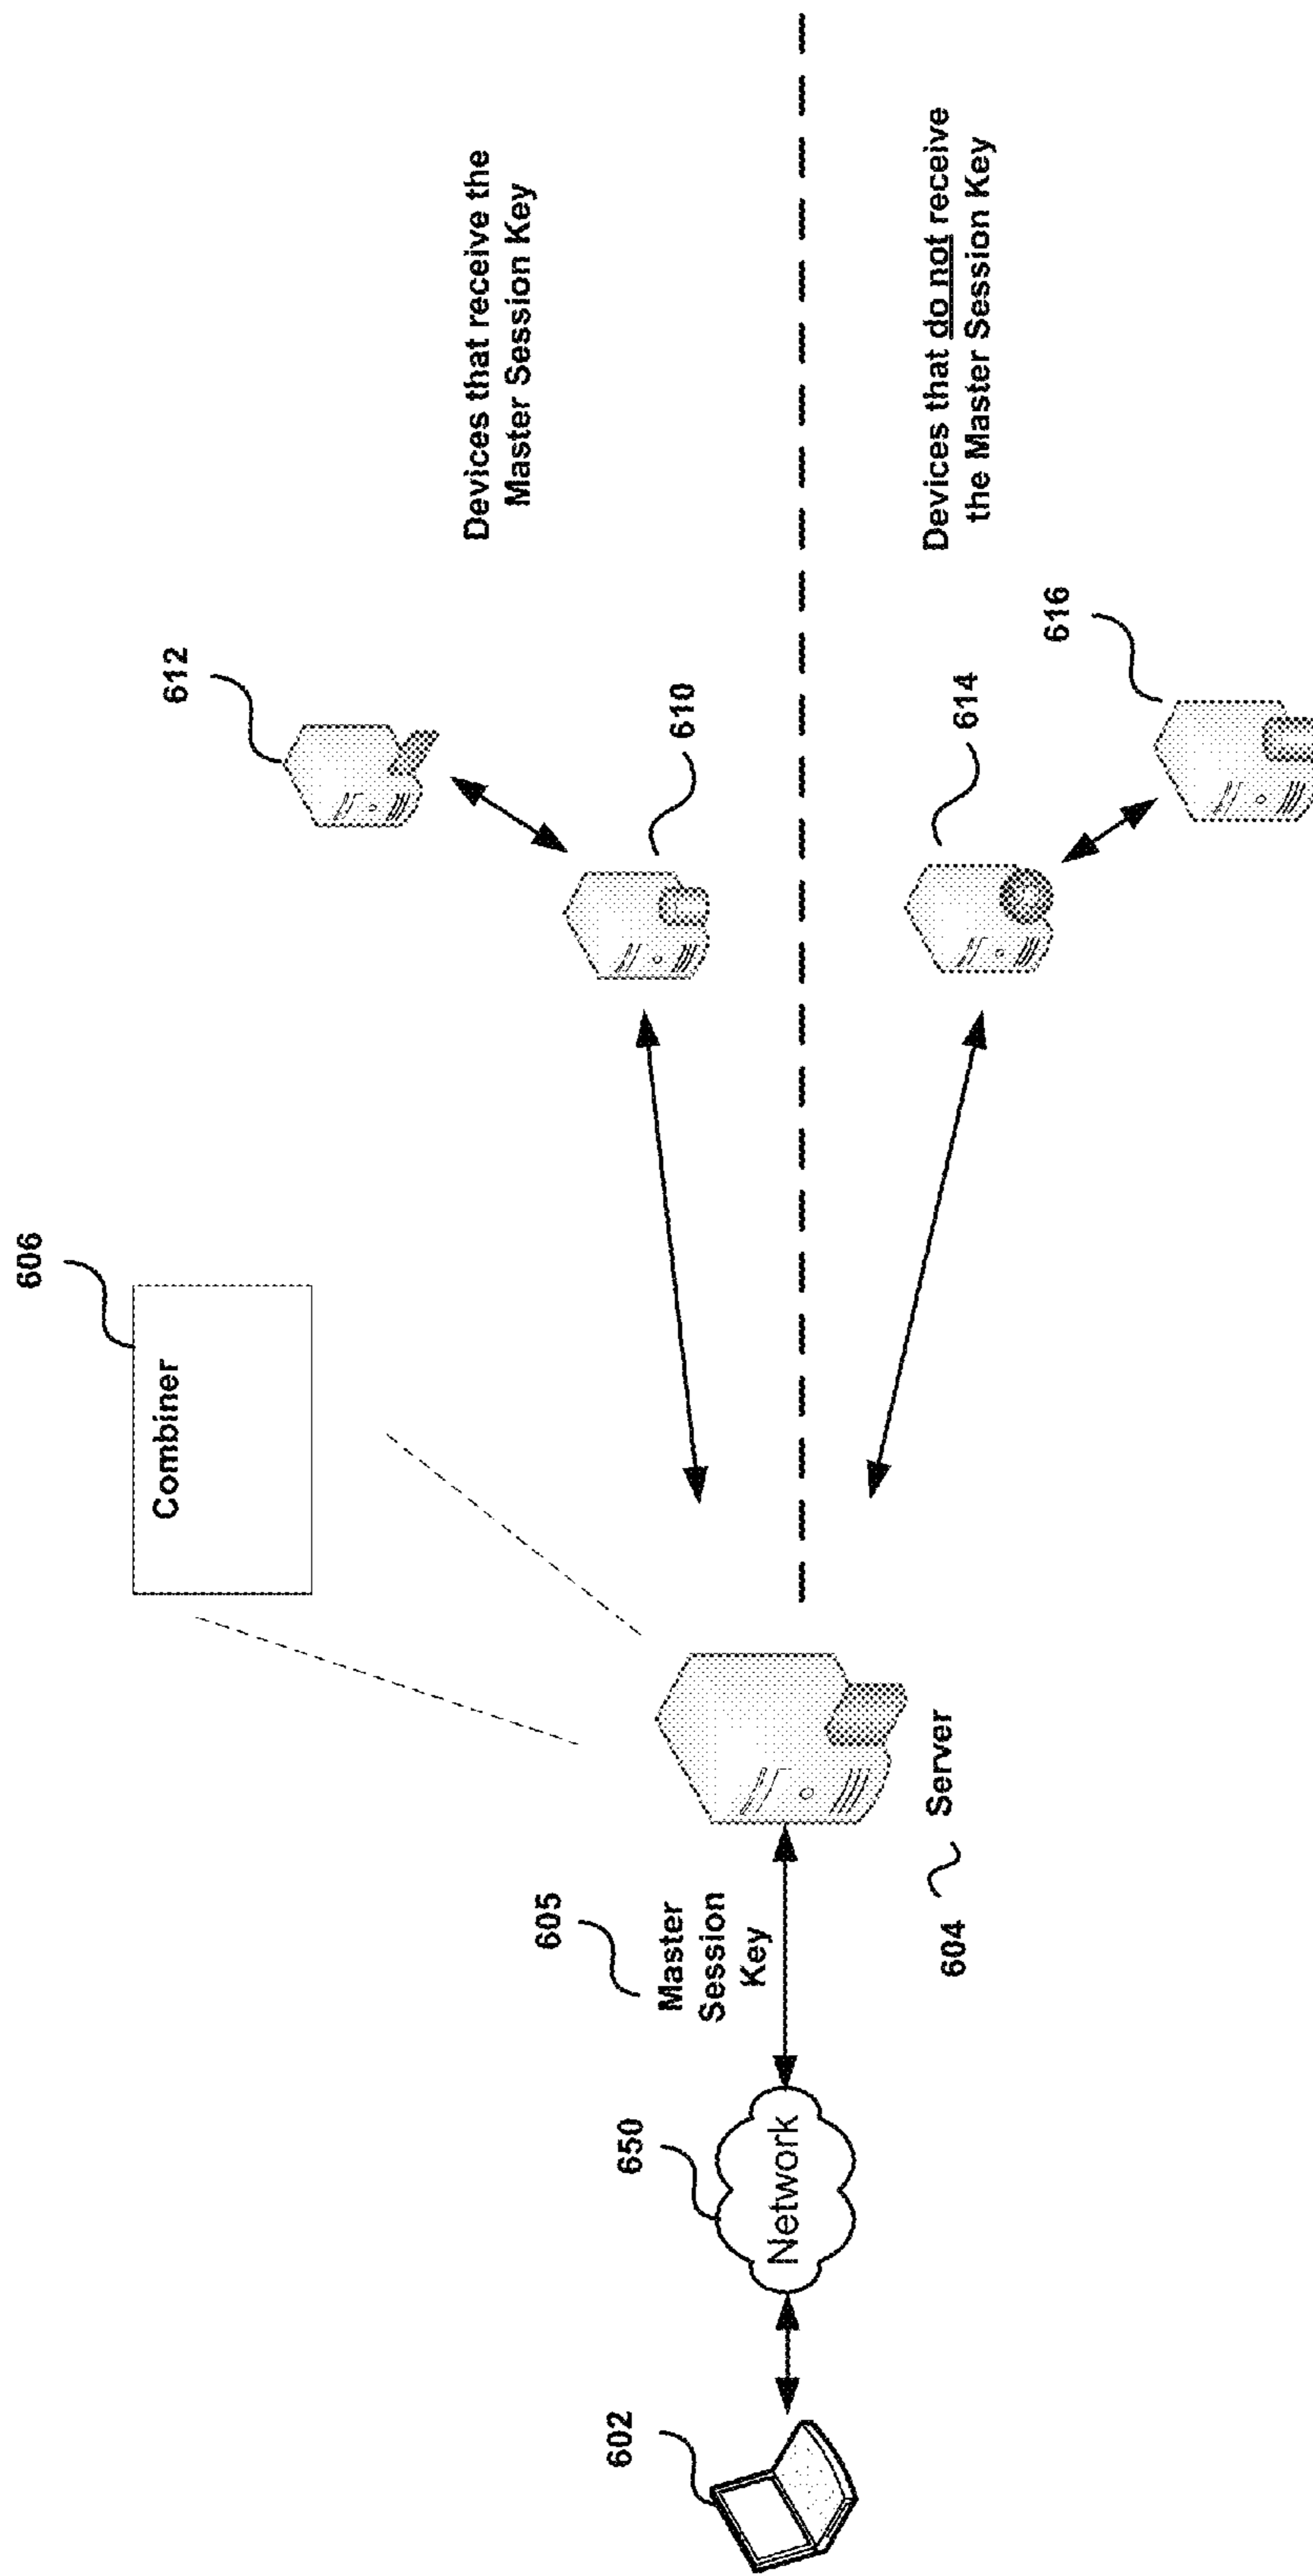 606
Combiner
612
Devices that receive the
Master Session Key
610
605
Master
Session
Key
650
Network
602
604
Server
614
Devices that do not receive
the Master Session Key
616